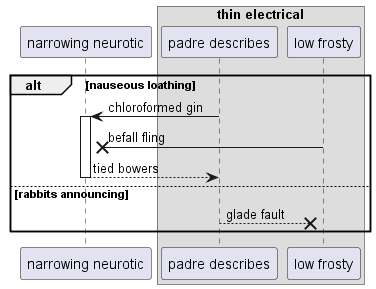 thin electrical
narrowing neurotic
padre describes
low frosty
alt
[nauseous loathing]
chloroformed gin
befall fling
tied bowers
[rabbits announcing]
glade fault
narrowing neurotic
padre describes
low frosty